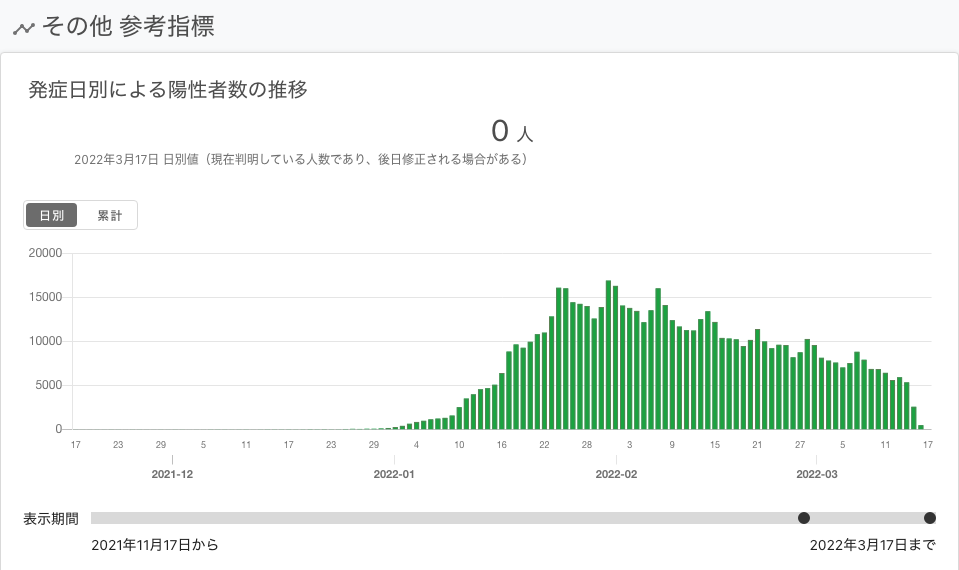 その他 参考指標
発症日別による陽性者数の推移
0 人
2022年3月17日 日別値（現在判明している人数であり、後日修正される場合がある）
日別 累計
20000
15000
10000
5000
0
17 23 29 5 11 17 23 29 4 10 16 22 28 3 9 15 21 27 5 11 17
2021-12 2022-01 2022-02 2022-03
表示期間
2021年11月17日から 2022年3月17日まで